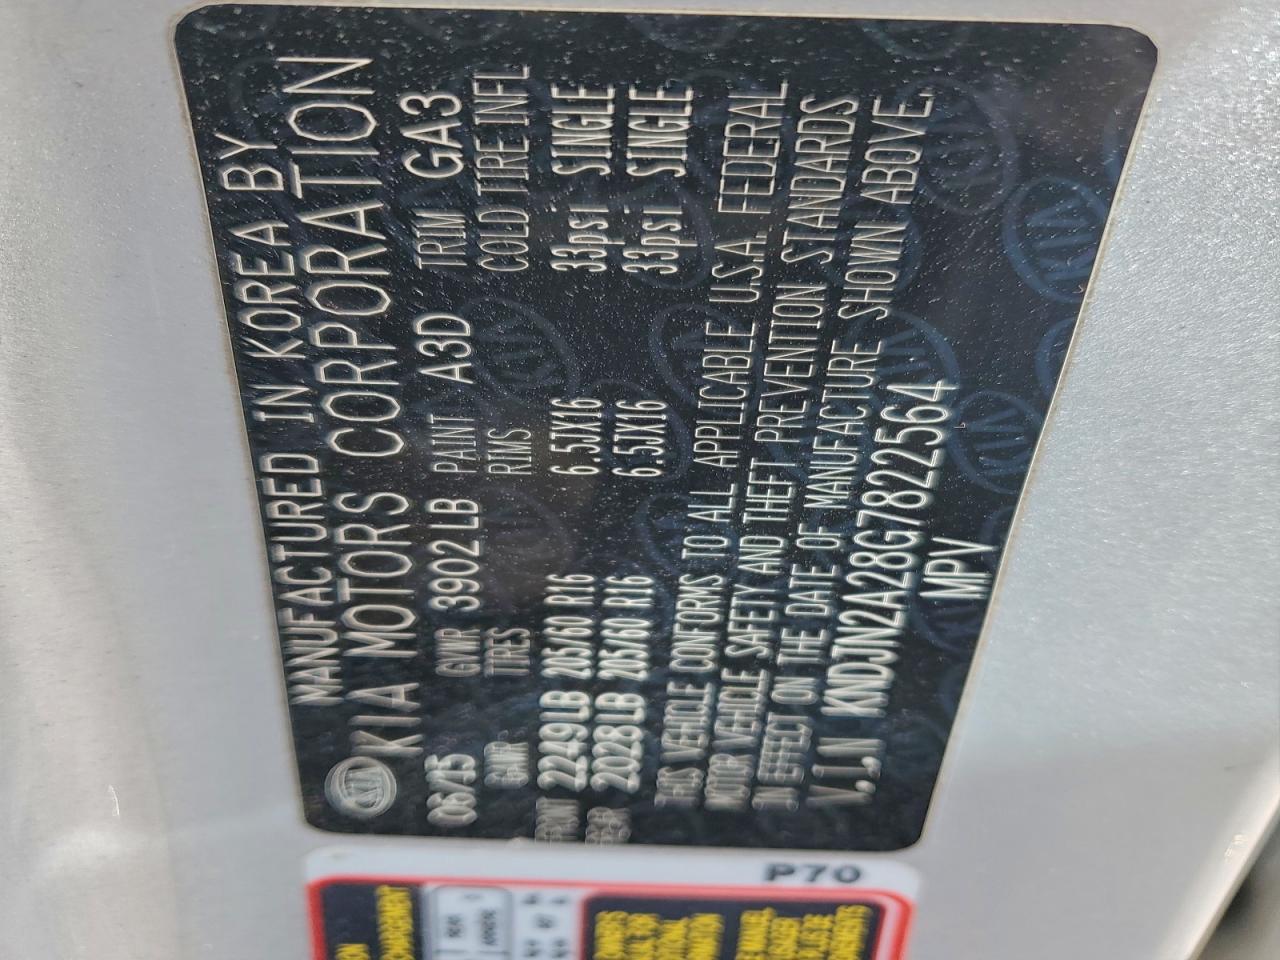 MANUFACTURED IN KOREA BY
KIA MOTORS CORPORATION
06/15 GVWR 3902LB PAINT A3D TRIM GA3
GAWR TIRES RIMS COLD TIRE INFL
FRONT 2249LB 205/60 R16 6.5JX16 33psi SINGLE
REAR 2028LB 205/60 R16 6.5JX16 33psi SINGLE
THIS VEHICLE CONFORMS TO ALL APPLICABLE U.S.A. FEDERAL
MOTOR VEHICLE SAFETY AND THEFT PREVENTION STANDARDS
IN EFFECT ON THE DATE OF MANUFACTURE SHOWN ABOVE.
V.I.N KNDJN2A28G7822564
MPV
P70